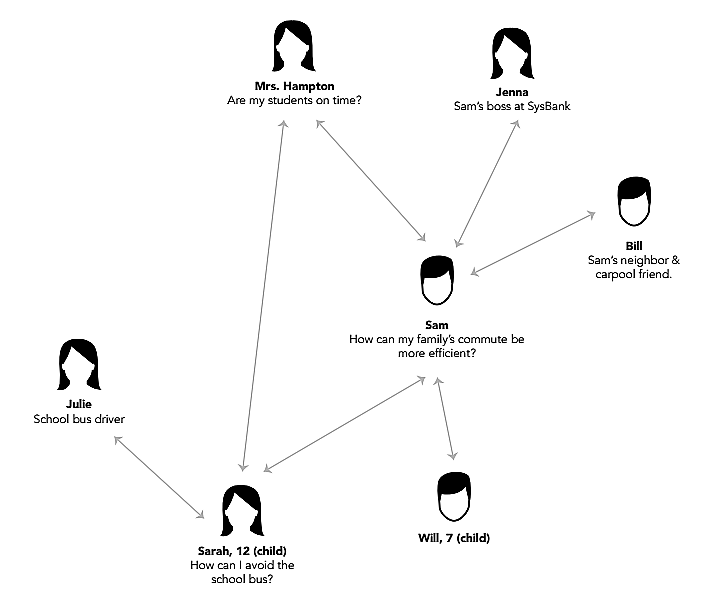 Mrs. Hampton
Are my students on time?
Jenna
Sam's boss at SysBank
Bill
Sam's neighbor &
carpool friend.
Sam
How can my family's commute be
more efficient?
Julie
School bus driver
Sarah, 12 (child)
How can I avoid the
school bus?
Will, 7 (child)